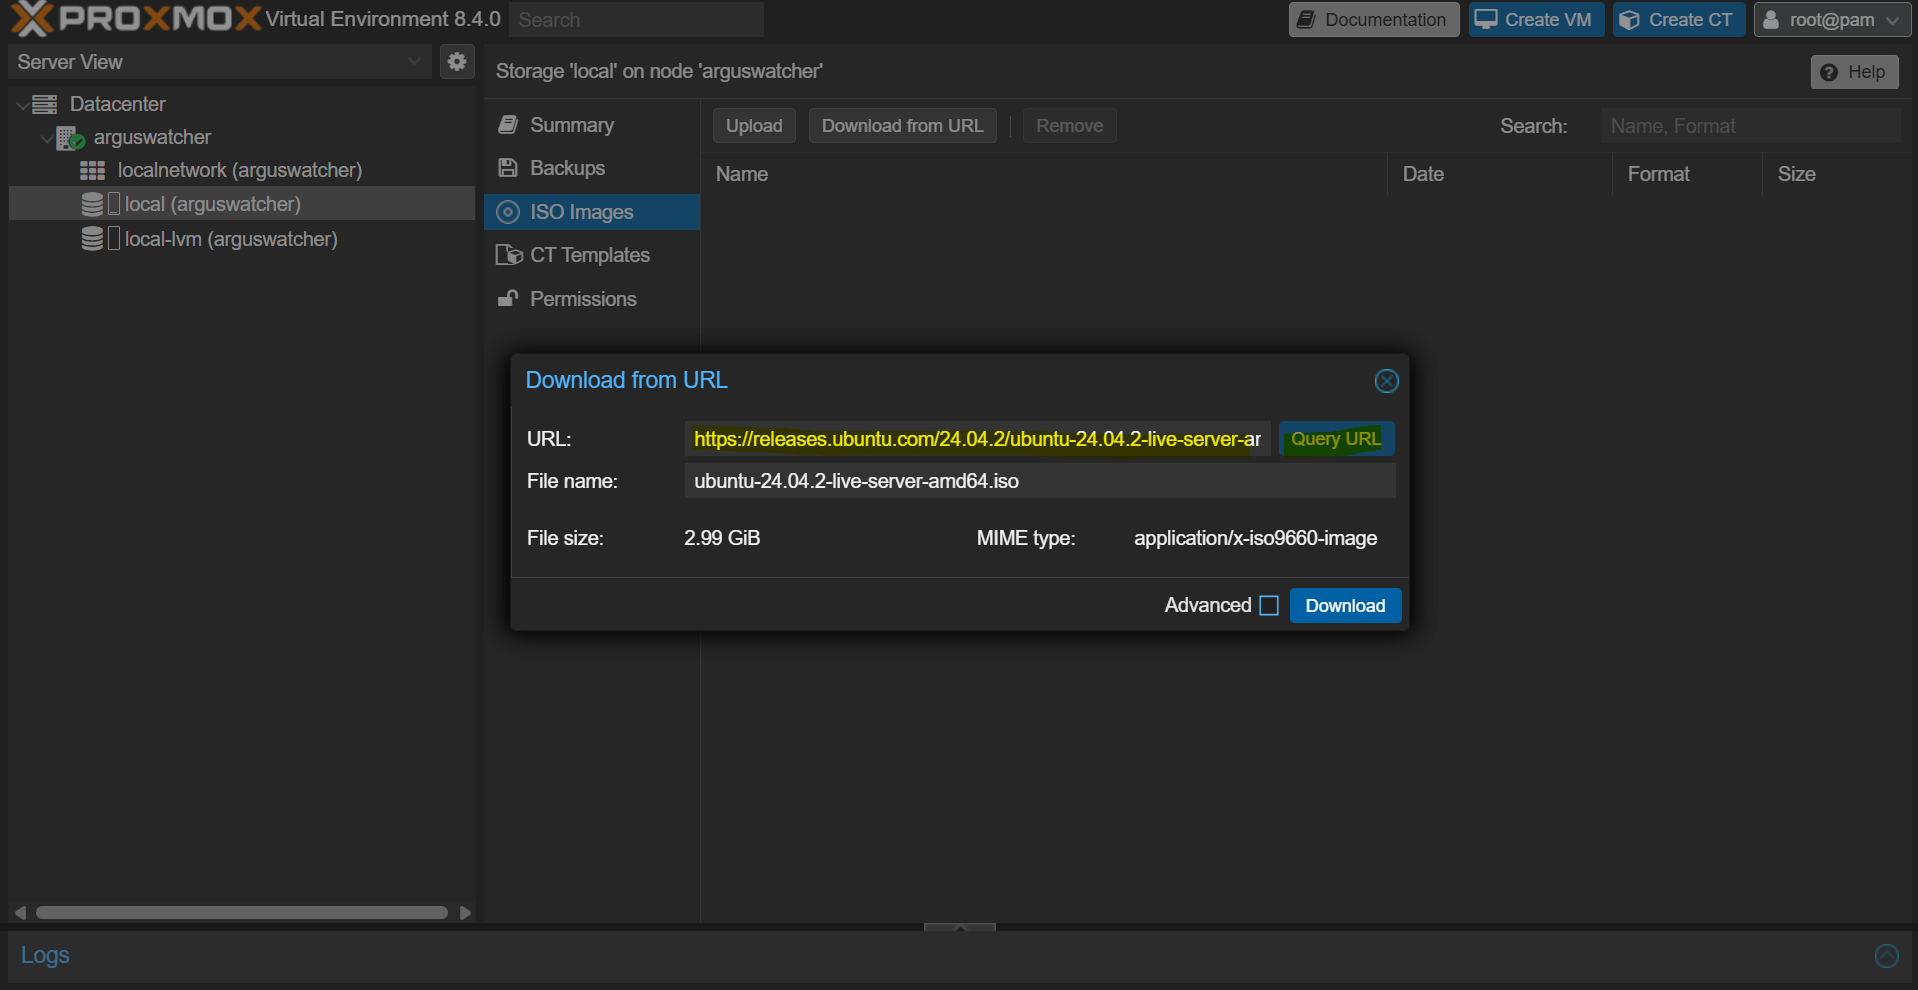 PROXMOX Virtual Environment 8.4.0 Search Documentation Create VM Create CT root@pam
Server View
Datacenter
arguswatcher
localnetwork (arguswatcher)
local (arguswatcher)
local-lvm (arguswatcher)
Storage 'local' on node 'arguswatcher' Help
Summary
Backups
ISO Images
CT Templates
Permissions
Upload Download from URL Remove Search: Name, Format
Name Date Format Size
Download from URL
URL: https://releases.ubuntu.com/24.04.2/ubuntu-24.04.2-live-server-ar Query URL
File name: ubuntu-24.04.2-live-server-amd64.iso
File size: 2.99 GiB MIME type: application/x-iso9660-image
Advanced Download
Logs